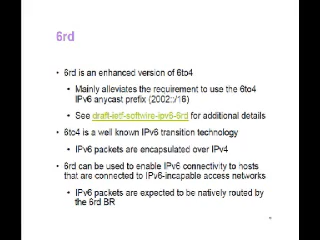 6rd
• 6rd is an enhanced version of 6to4
• Mainly alleviates the requirement to use the 6to4
IPv6 anycast prefix (2002::/16)
• See draft-ietf-softwire-ipv6-6rd for additional details
• 6to4 is a well known IPv6 transition technology
• IPv6 packets are encapsulated over IPv4
• 6rd can be used to enable IPv6 connectivity to hosts
that are connected to IPv6-incapable access networks
• IPv6 packets are expected to be natively routed by
the 6rd BR